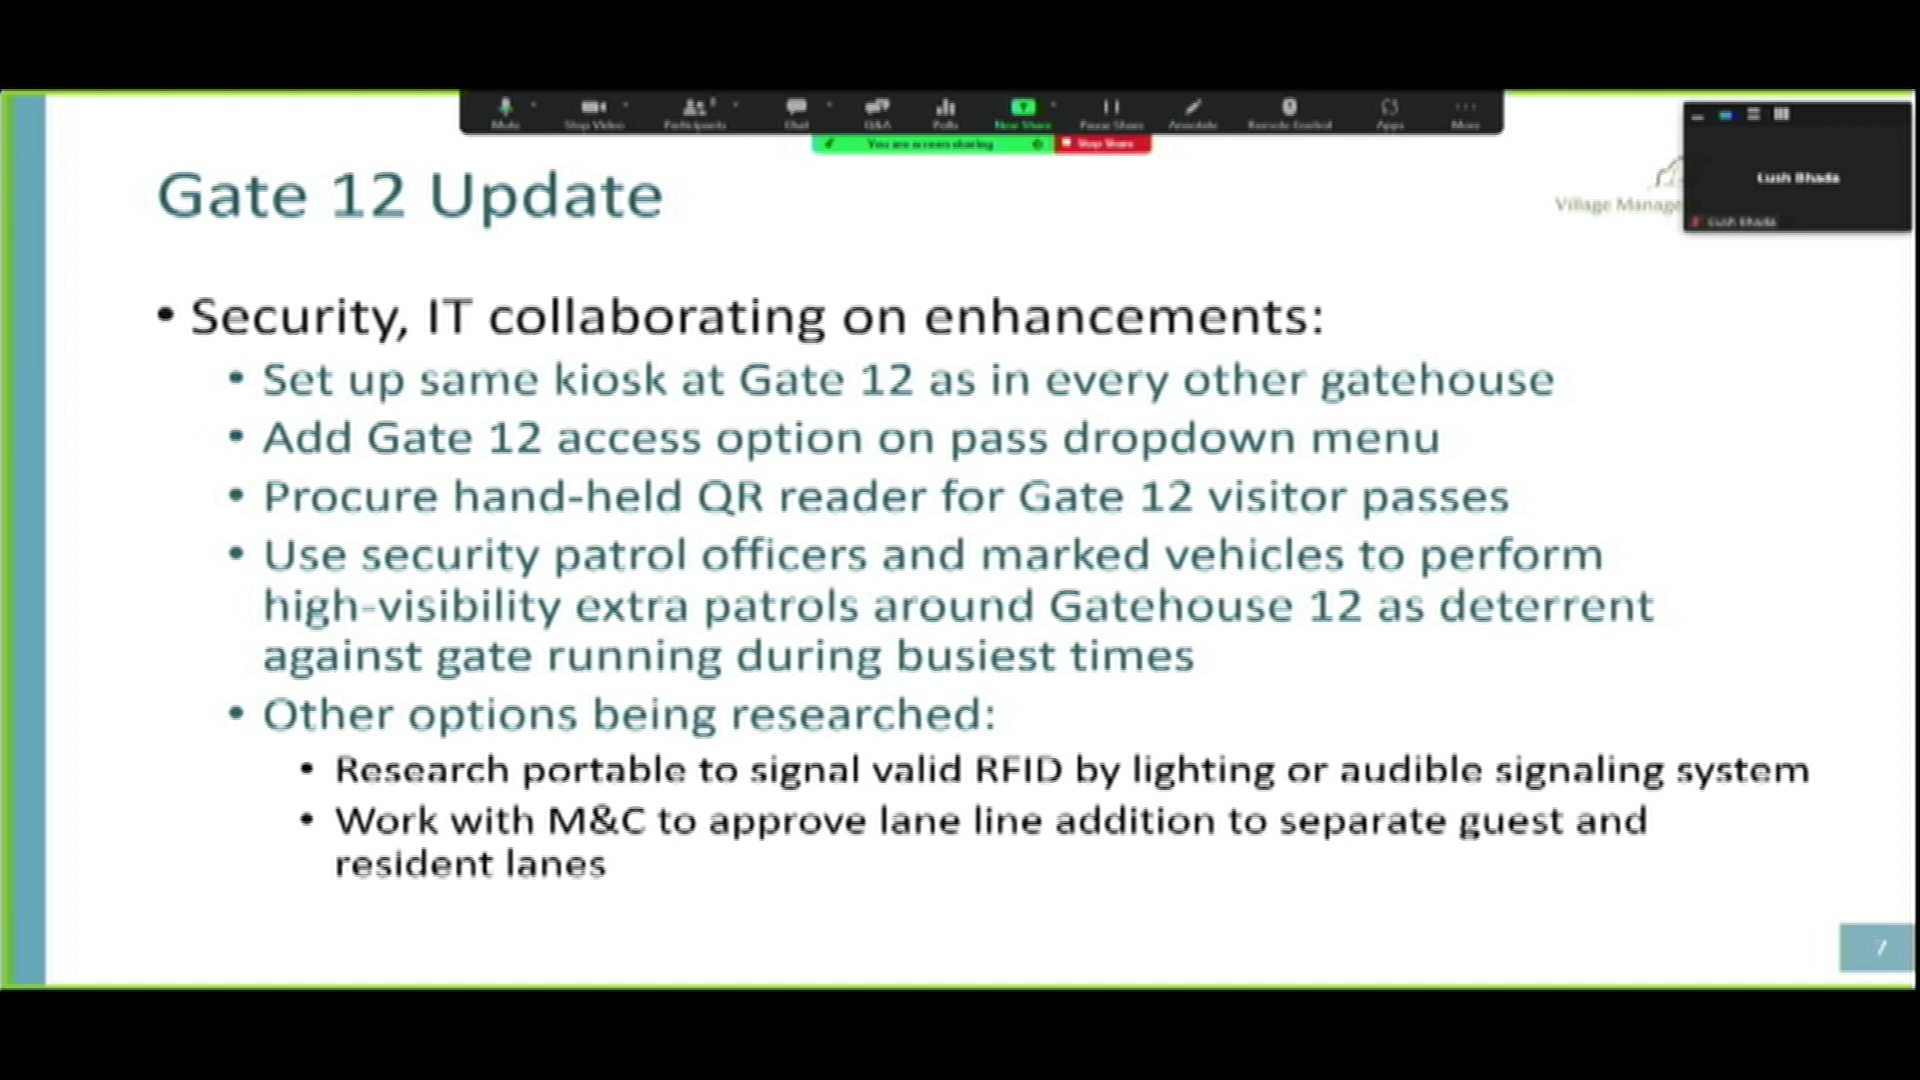 Mute Stop Video Participants Chat Q&A Polls New Share Pause Share Annotate Remote Control Apps More
You are screen sharing Stop Share
Cush Bhada
Village Manage
Cush Bhada
Gate 12 Update
• Security, IT collaborating on enhancements:
• Set up same kiosk at Gate 12 as in every other gatehouse
• Add Gate 12 access option on pass dropdown menu
• Procure hand-held QR reader for Gate 12 visitor passes
• Use security patrol officers and marked vehicles to perform
high-visibility extra patrols around Gatehouse 12 as deterrent
against gate running during busiest times
• Other options being researched:
• Research portable to signal valid RFID by lighting or audible signaling system
• Work with M&C to approve lane line addition to separate guest and
resident lanes
7